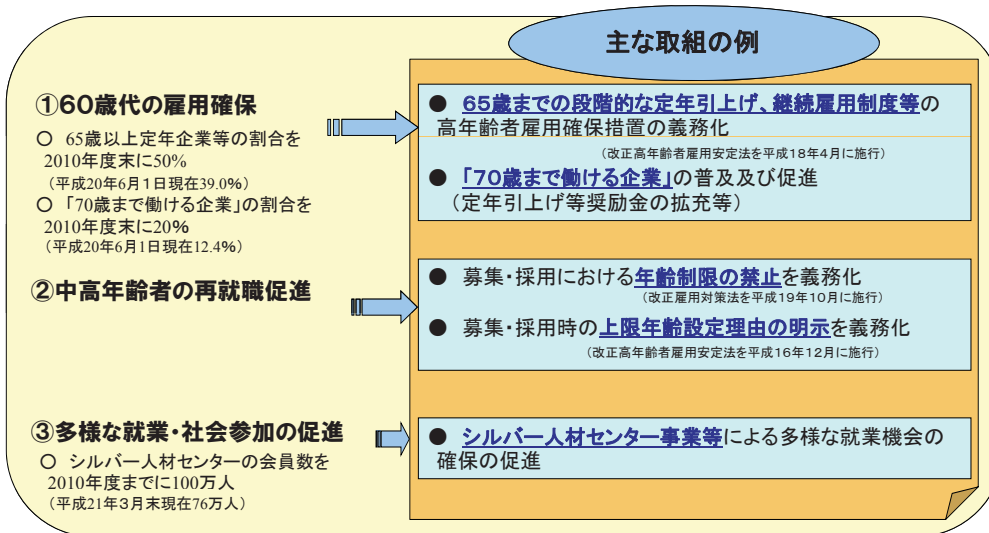 主な取組の例
①60歳代の雇用確保
○ 65歳以上定年企業等の割合を
2010年度末に50%
(平成20年6月1日現在39.0%)
○ 「70歳まで働ける企業」の割合を
2010年度末に20%
(平成20年6月1日現在12.4%)
● 65歳までの段階的な定年引上げ、継続雇用制度等の
高年齢者雇用確保措置の義務化
(改正高年齢者雇用安定法を平成18年4月に施行)
● 「70歳まで働ける企業」の普及及び促進
(定年引上げ等奨励金の拡充等)
②中高年齢者の再就職促進
● 募集・採用における年齢制限の禁止を義務化
(改正雇用対策法を平成19年10月に施行)
● 募集・採用時の上限年齢設定理由の明示を義務化
(改正高年齢者雇用安定法を平成16年12月に施行)
③多様な就業・社会参加の促進
○ シルバー人材センターの会員数を
2010年度までに100万人
(平成21年3月末現在76万人)
● シルバー人材センター事業等による多様な就業機会の
確保の促進